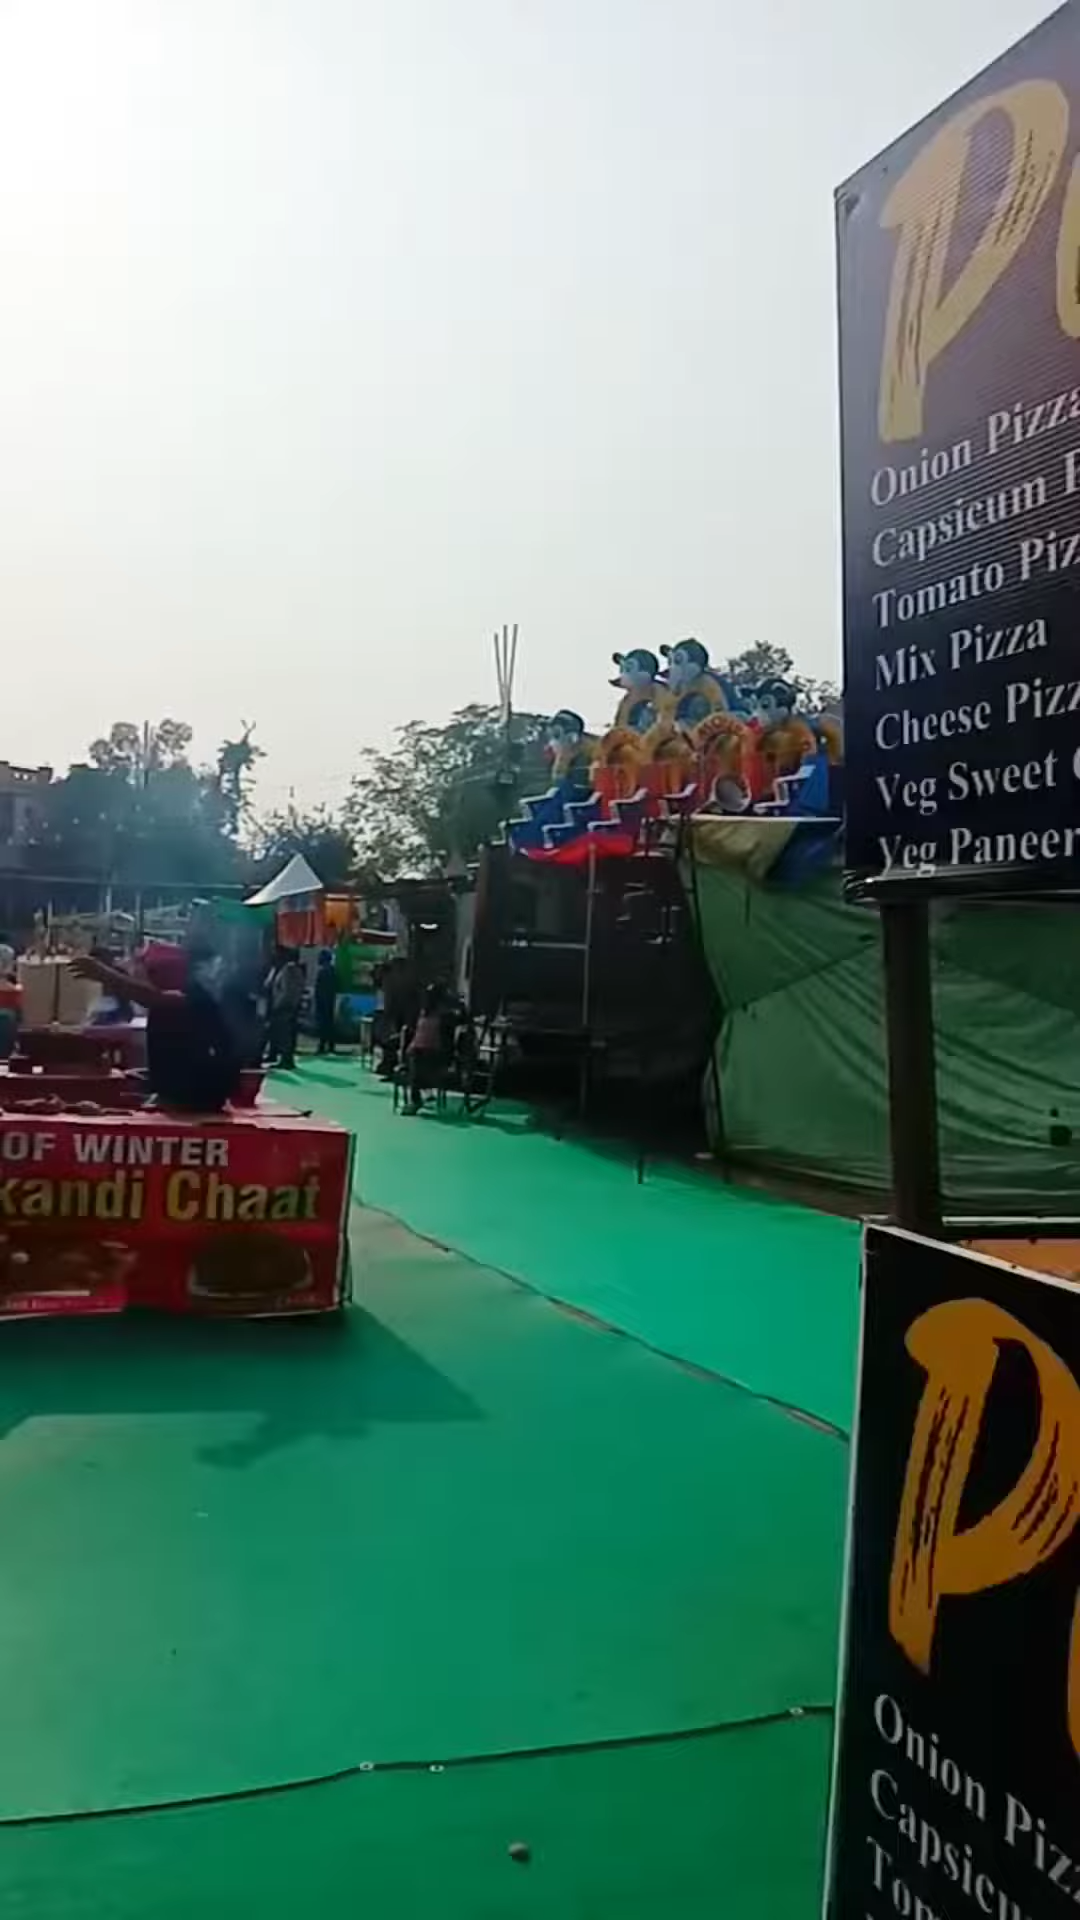 P
Onion Pizza
Capsicum P
Tomato Piz
Mix Pizza
Cheese Pizz
Veg Sweet C
Veg Paneer
OF WINTER
kandi Chaat
P
Onion Pizz
Capsicu
Tom